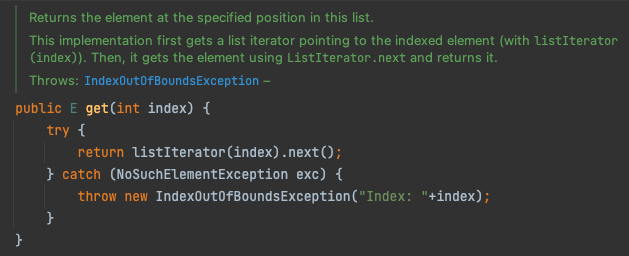 Returns the element at the specified position in this list.
This implementation first gets a list iterator pointing to the indexed element (with listIterator
(index)). Then, it gets the element using ListIterator.next and returns it.
Throws: IndexOutOfBoundsException –
public E get(int index) {
    try {
        return listIterator(index).next();
    } catch (NoSuchElementException exc) {
        throw new IndexOutOfBoundsException("Index: "+index);
    }
}